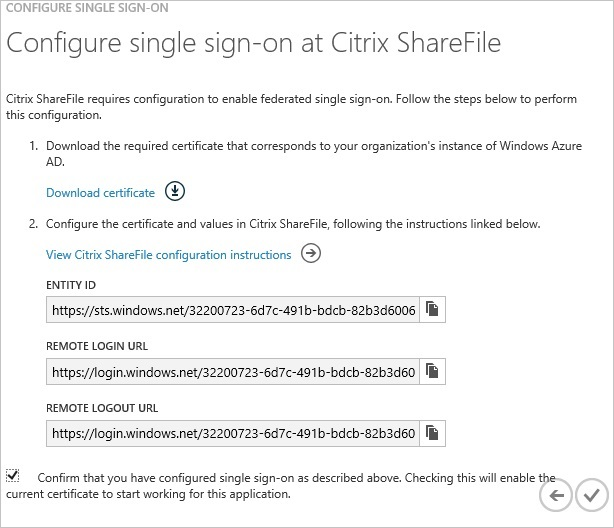 CONFIGURE SINGLE SIGN-ON
Configure single sign-on at Citrix ShareFile
Citrix ShareFile requires configuration to enable federated single sign-on. Follow the steps below to perform
this configuration.
1. Download the required certificate that corresponds to your organization's instance of Windows Azure
AD.
Download certificate
2. Configure the certificate and values in Citrix ShareFile, following the instructions linked below.
View Citrix ShareFile configuration instructions
ENTITY ID
https://sts.windows.net/32200723-6d7c-491b-bdcb-82b3d6006
REMOTE LOGIN URL
https://login.windows.net/32200723-6d7c-491b-bdcb-82b3d60
REMOTE LOGOUT URL
https://login.windows.net/32200723-6d7c-491b-bdcb-82b3d60
Confirm that you have configured single sign-on as described above. Checking this will enable the
current certificate to start working for this application.